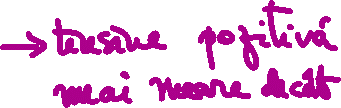 → tensiune pozitivă
mai mare decât